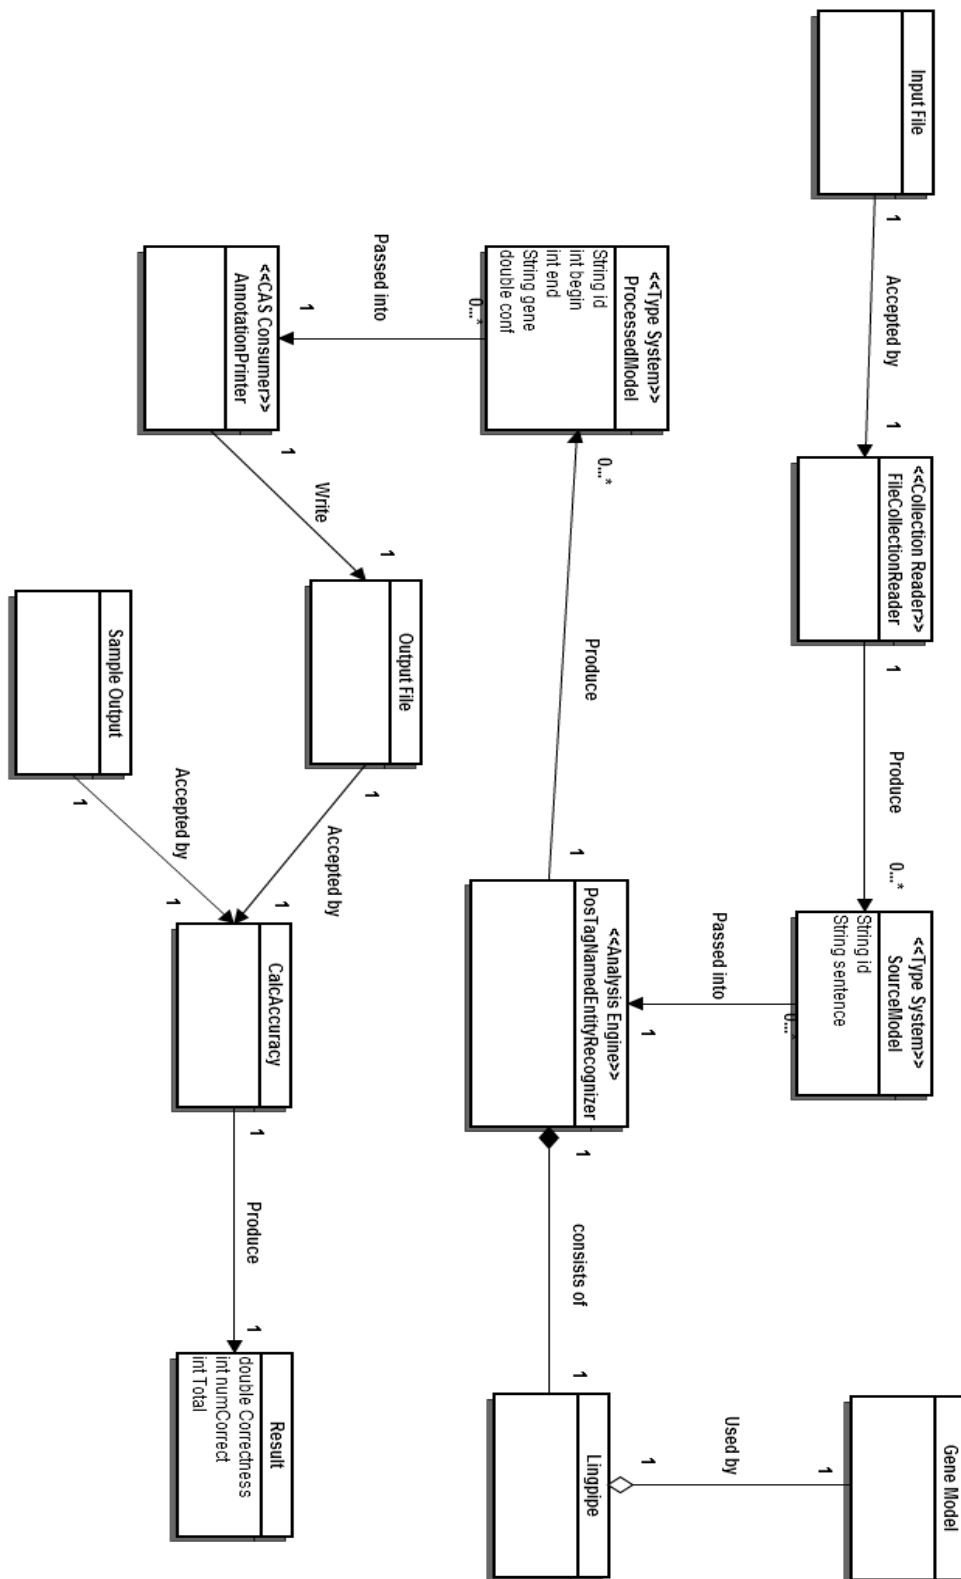 Input File
1
Accepted by
1
<<Collection Reader>>
FileCollectionReader
1
Produce
0...*
<<Type System>>
SourceModel
String id
String sentence
0...*
Passed into
1
<<Analysis Engine>>
PosTagNamedEntityRecognizer
1
consists of
1
Lingpipe
1
Used by
1
Gene Model
1
Produce
0...*
<<Type System>>
ProcessedModel
String id
int begin
int end
String gene
double conf
0...*
Passed into
1
<<CAS Consumer>>
AnnotationPrinter
1
Write
1
Output File
1
Accepted by
1
Sample Output
1
Accepted by
1
CalcAccuracy
1
Produce
1
Result
double Correctness
int numCorrect
int Total